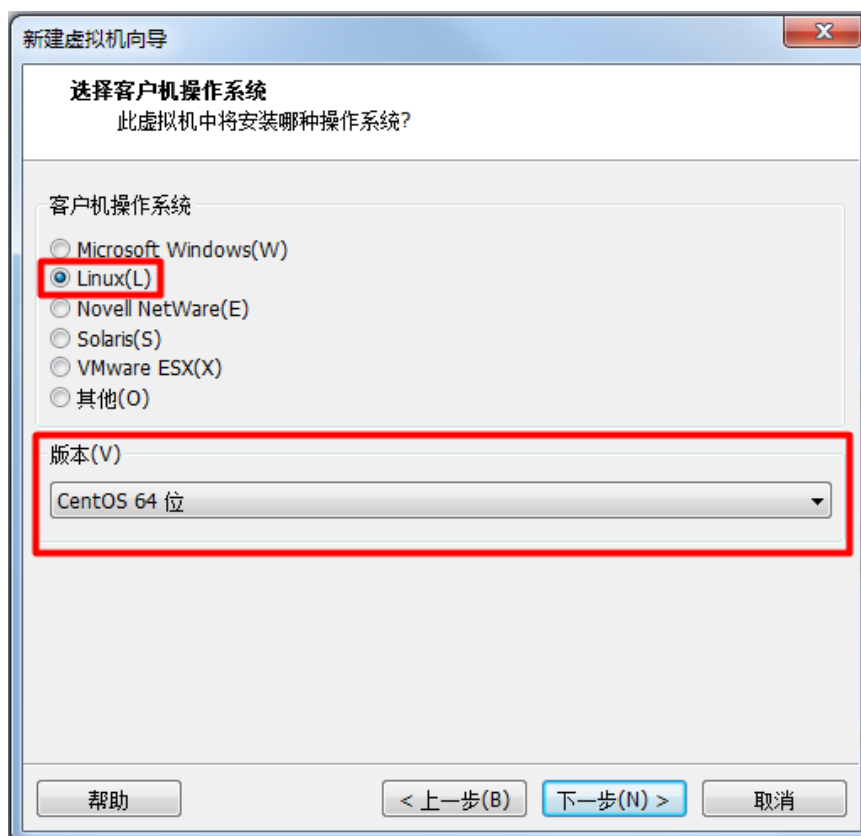 新建虚拟机向导
选择客户机操作系统
此虚拟机中将安装哪种操作系统?
客户机操作系统
Microsoft Windows(W)
Linux(L)
Novell NetWare(E)
Solaris(S)
VMware ESX(X)
其他(O)
版本(V)
CentOS 64 位
帮助
< 上一步(B)
下一步(N) >
取消